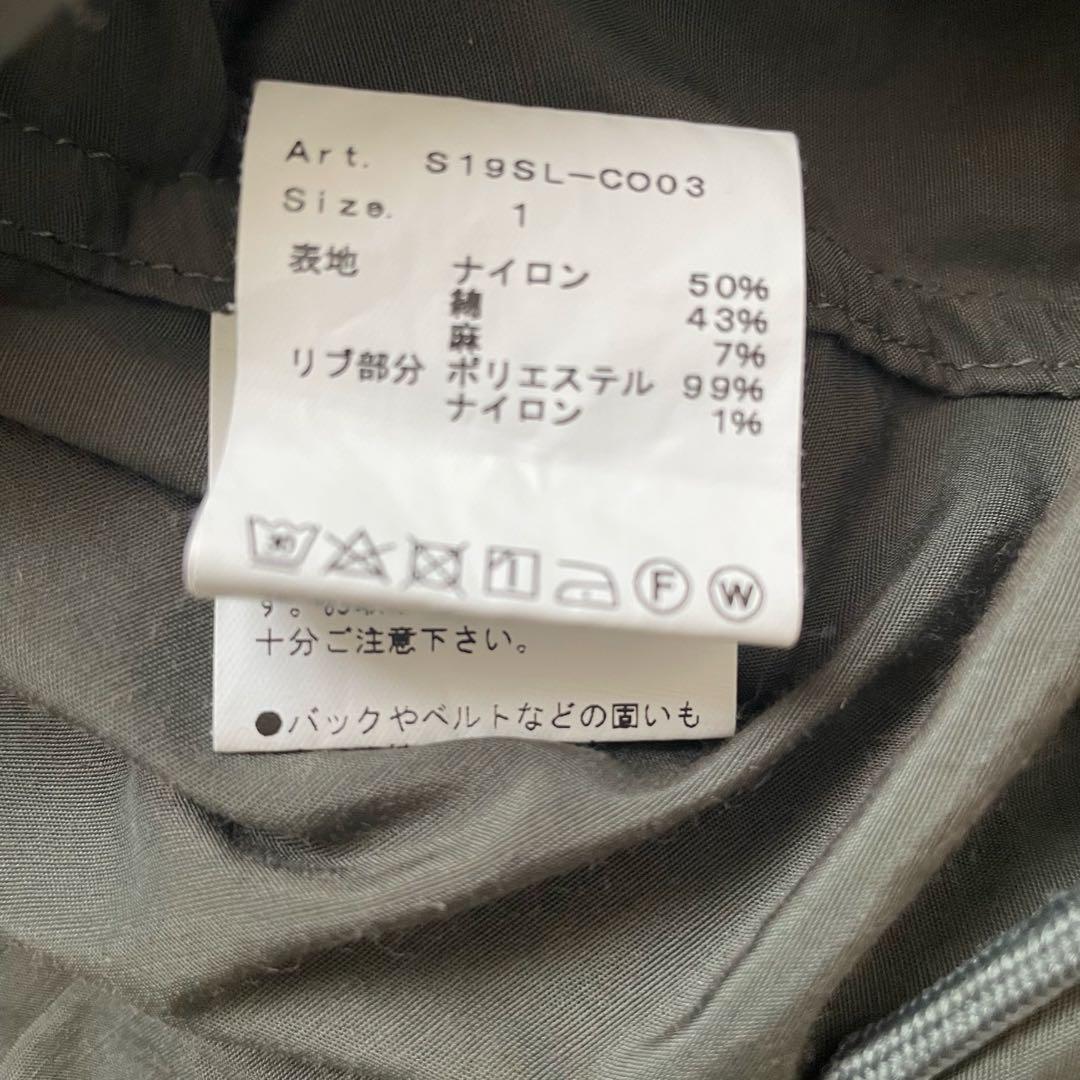 Art. S19SL-CO03
Size. 1
表地 ナイロン 50%
綿 43%
麻 7%
リブ部分 ポリエステル 99%
ナイロン 1%
F W
十分ご注意下さい。
●バックやベルトなどの固いも